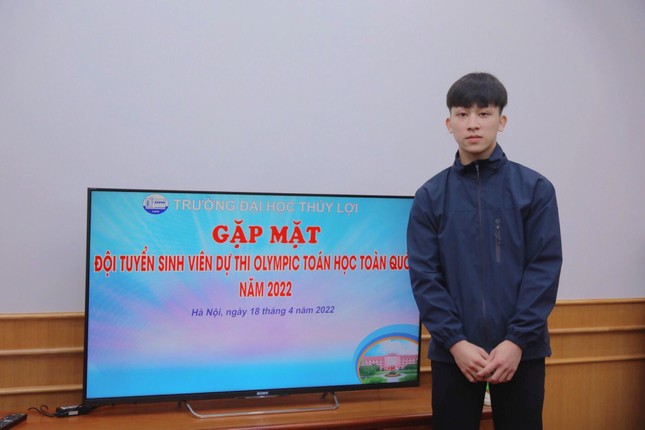 TRƯỜNG ĐẠI HỌC THỦY LỢI
GẶP MẶT
ĐỘI TUYỂN SINH VIÊN DỰ THI OLYMPIC TOÁN HỌC TOÀN QUỐ
NĂM 2022
Hà Nội, ngày 18 tháng 4 năm 2022
SONY